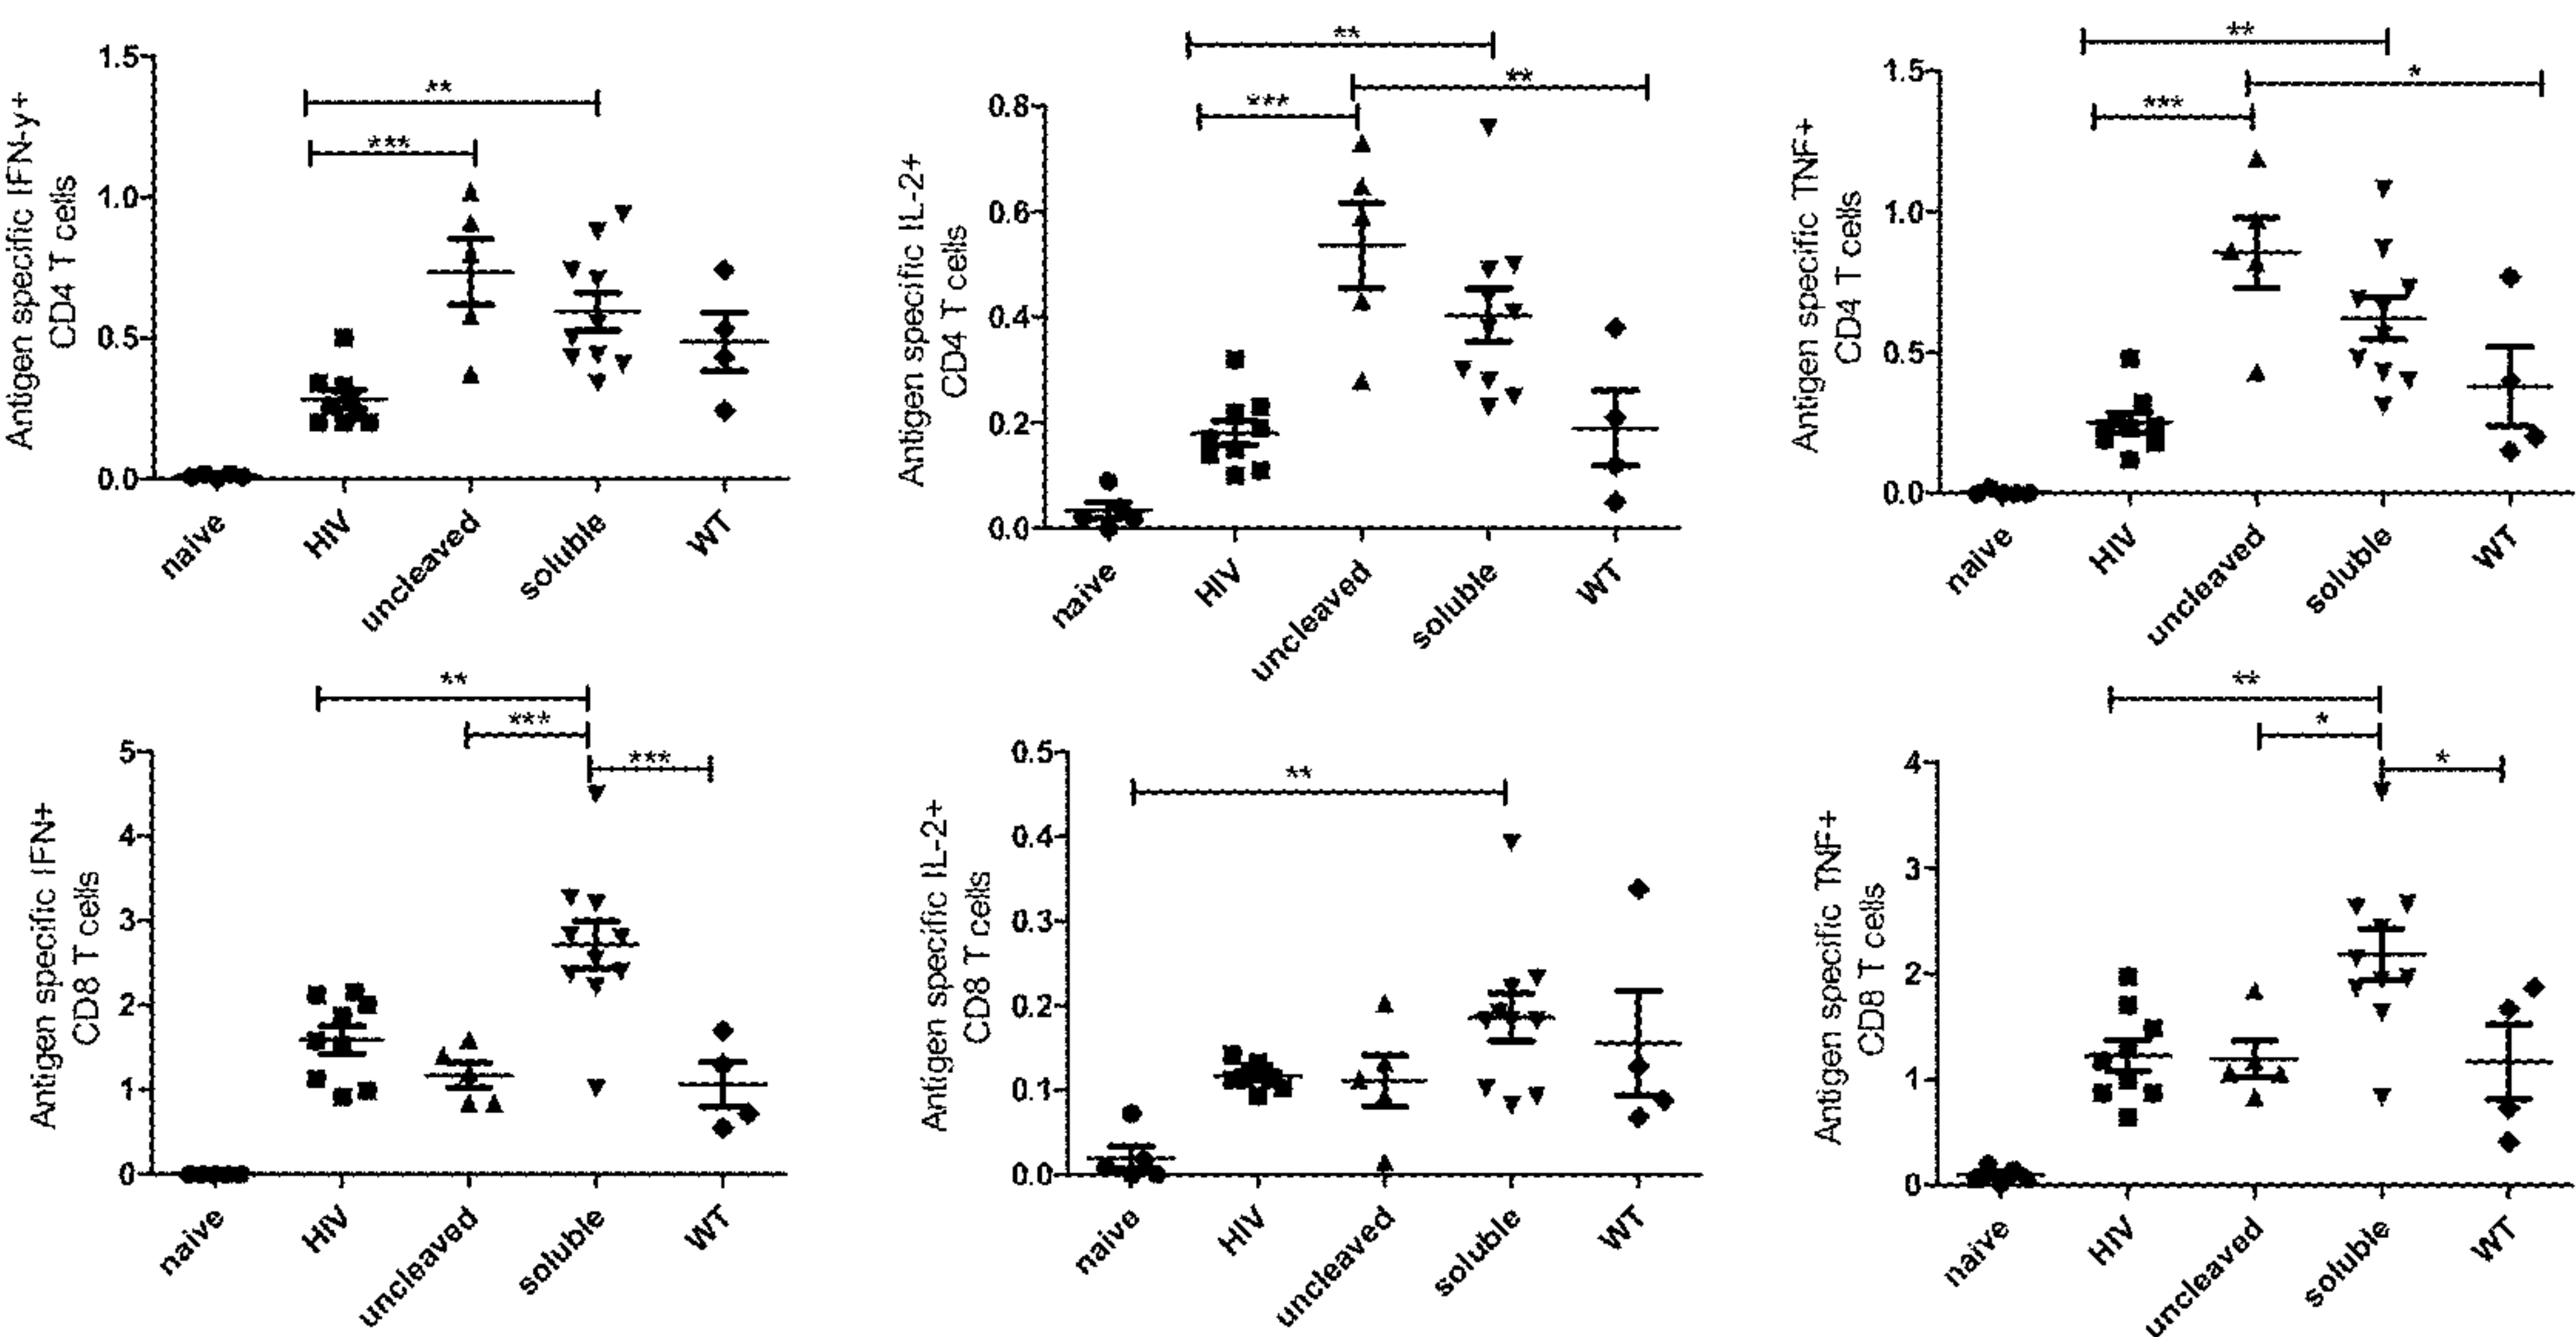 Antigen specific IFN-y+
CD4 T cells
1.5
1.0
0.5
0.0
**
***
naive
HIV
uncleaved
soluble
WT
Antigen specific IL-2+
CD4 T cells
0.8
0.6
0.4
0.2
0.0
**
**
***
naive
HIV
uncleaved
soluble
WT
Antigen specific TNF+
CD4 T cells
1.5
1.0
0.5
0.0
**
*
***
naive
HIV
uncleaved
soluble
WT
Antigen specific IFN+
CD8 T cells
5
4
3
2
1
0
**
***
***
naive
HIV
uncleaved
soluble
WT
Antigen specific IL-2+
CD8 T cells
0.5
0.4
0.3
0.2
0.1
0.0
**
naive
HIV
uncleaved
soluble
WT
Antigen specific TNF+
CD8 T cells
4
3
2
1
0
**
*
*
naive
HIV
uncleaved
soluble
WT